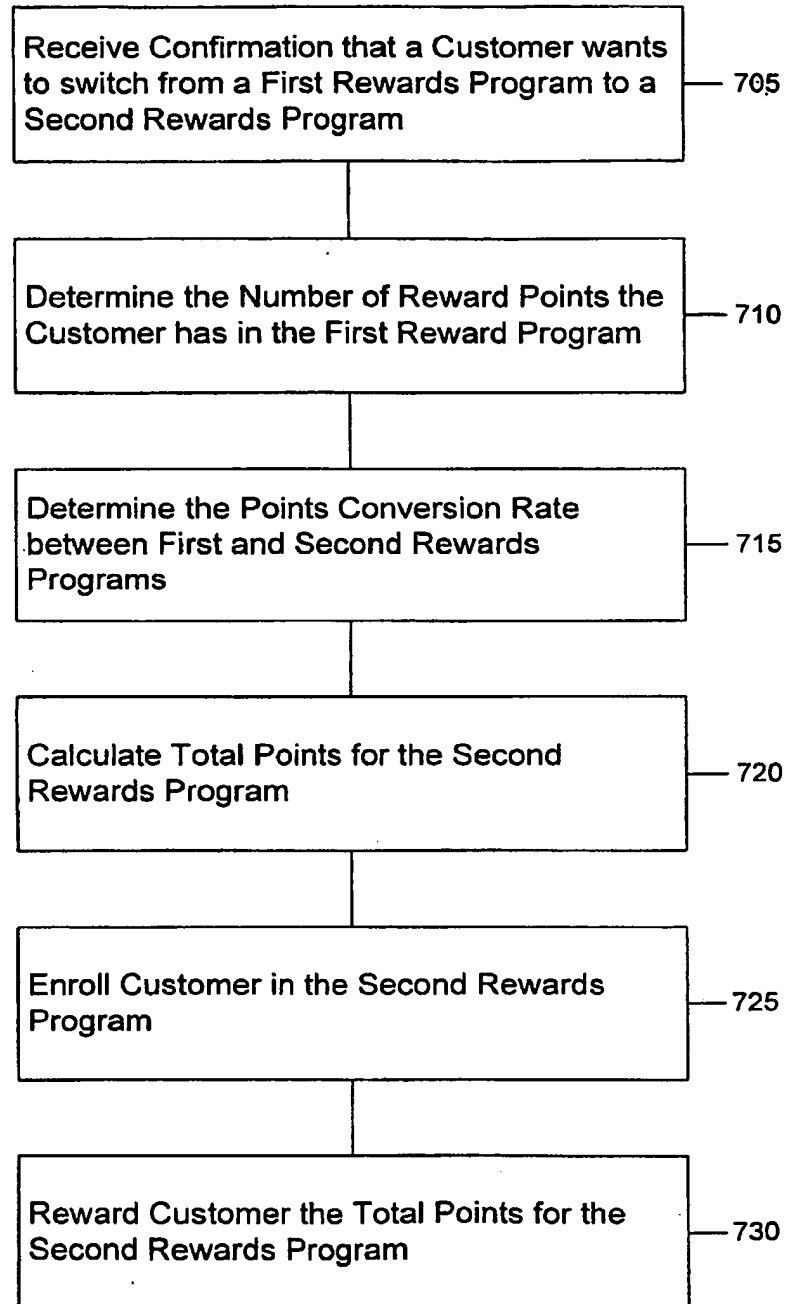 Receive Confirmation that a Customer wants
to switch from a First Rewards Program to a
Second Rewards Program
705
Determine the Number of Reward Points the
Customer has in the First Reward Program
710
Determine the Points Conversion Rate
between First and Second Rewards
Programs
715
Calculate Total Points for the Second
Rewards Program
720
Enroll Customer in the Second Rewards
Program
725
Reward Customer the Total Points for the
Second Rewards Program
730